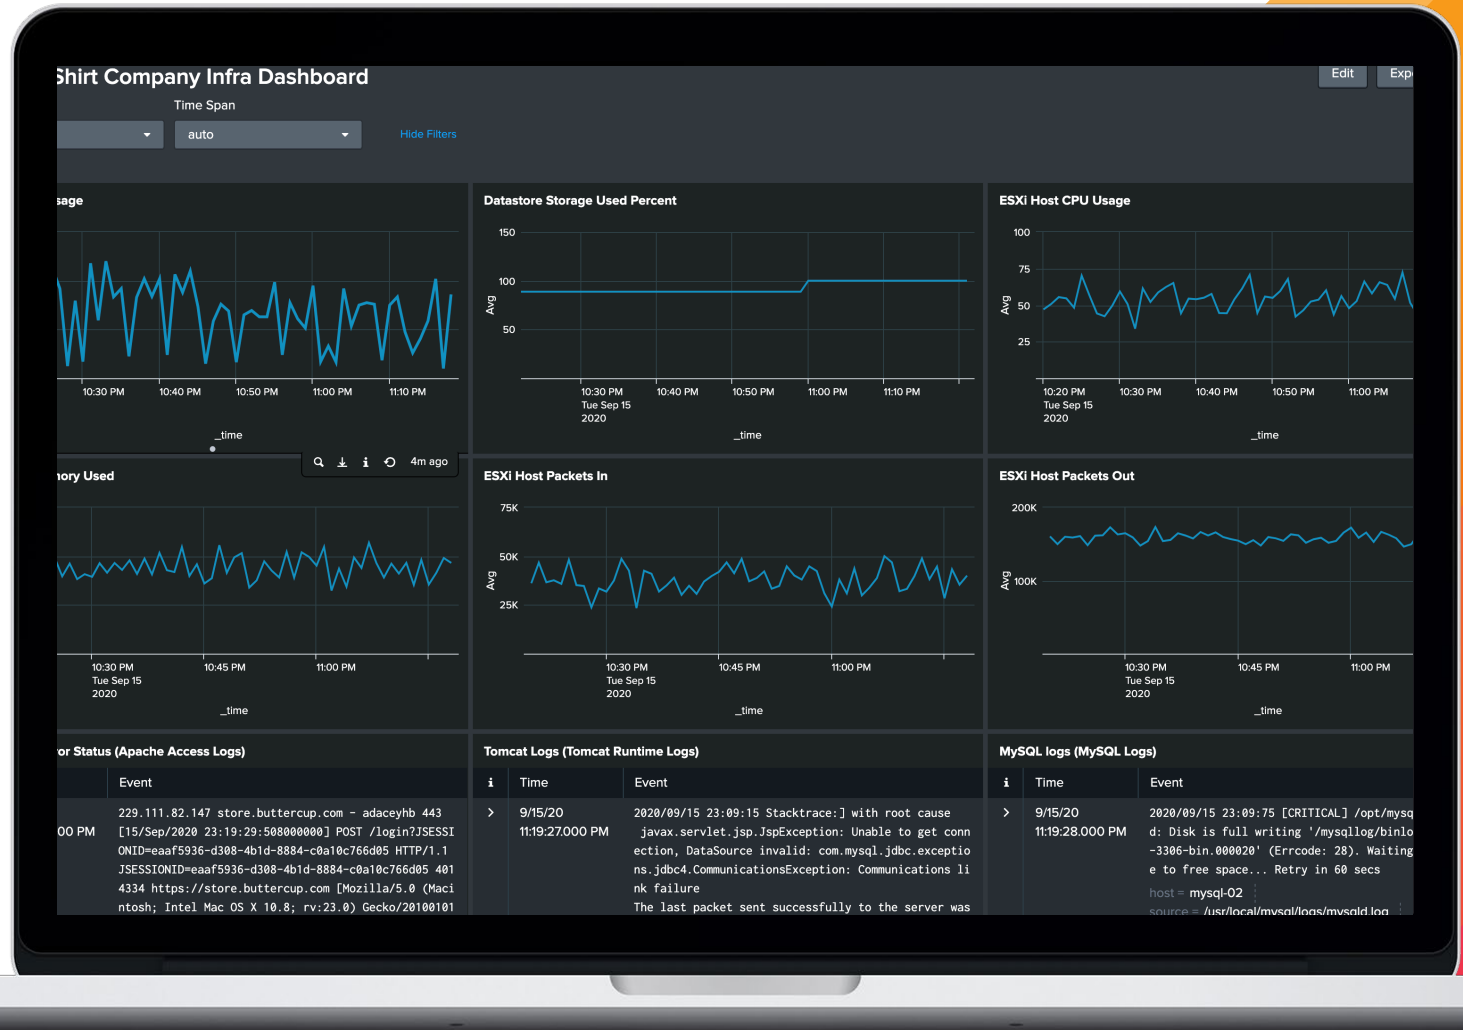 Shirt Company Infra Dashboard
Edit
Exp
Time Span
auto
Hide Filters
sage
10:30 PM 10:40 PM 10:50 PM 11:00 PM 11:10 PM
_time
Datastore Storage Used Percent
150
100
50
Avg
10:30 PM 10:40 PM 10:50 PM 11:00 PM 11:10 PM
Tue Sep 15
2020
_time
ESXi Host CPU Usage
100
75
50
25
Avg
10:20 PM 10:30 PM 10:40 PM 10:50 PM 11:00 PM
Tue Sep 15
2020
_time
4m ago
nory Used
10:30 PM 10:45 PM 11:00 PM
Tue Sep 15
2020
_time
ESXi Host Packets In
75K
50K
25K
Avg
10:30 PM 10:45 PM 11:00 PM
Tue Sep 15
2020
_time
ESXi Host Packets Out
200K
100K
Avg
10:30 PM 10:45 PM 11:00 PM
Tue Sep 15
2020
_time
or Status (Apache Access Logs)
Event
00 PM
229.111.82.147 store.buttercup.com - adaceyhb 443
[15/Sep/2020 23:19:29:508000000] POST /login?JSESSI
ONID=eaaf5936-d308-4b1d-8884-c0a10c766d05 HTTP/1.1
JSESSIONID=eaaf5936-d308-4b1d-8884-c0a10c766d05 401
4334 https://store.buttercup.com [Mozilla/5.0 (Maci
ntosh; Intel Mac OS X 10.8; rv:23.0) Gecko/20100101
Tomcat Logs (Tomcat Runtime Logs)
i Time Event
9/15/20
11:19:27.000 PM
2020/09/15 23:09:15 Stacktrace:] with root cause
javax.servlet.jsp.JspException: Unable to get conn
ection, DataSource invalid: com.mysql.jdbc.exceptio
ns.jdbc4.CommunicationsException: Communications li
nk failure
The last packet sent successfully to the server was
MySQL logs (MySQL Logs)
i Time Event
9/15/20
11:19:28.000 PM
2020/09/15 23:09:75 [CRITICAL] /opt/mysq
d: Disk is full writing '/mysqllog/binlo
-3306-bin.000020' (Errcode: 28). Waiting
e to free space... Retry in 60 secs
host = mysql-02
source = /usr/local/mysql/logs/mysqld.log